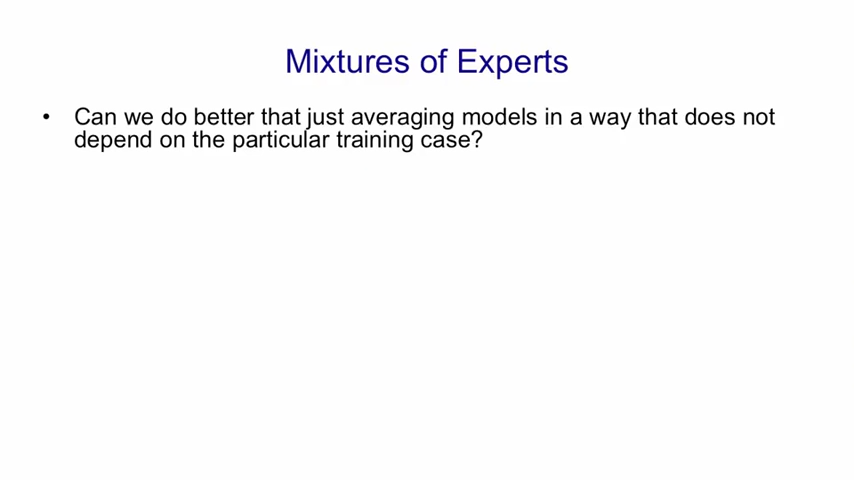 Mixtures of Experts
• Can we do better that just averaging models in a way that does not
depend on the particular training case?